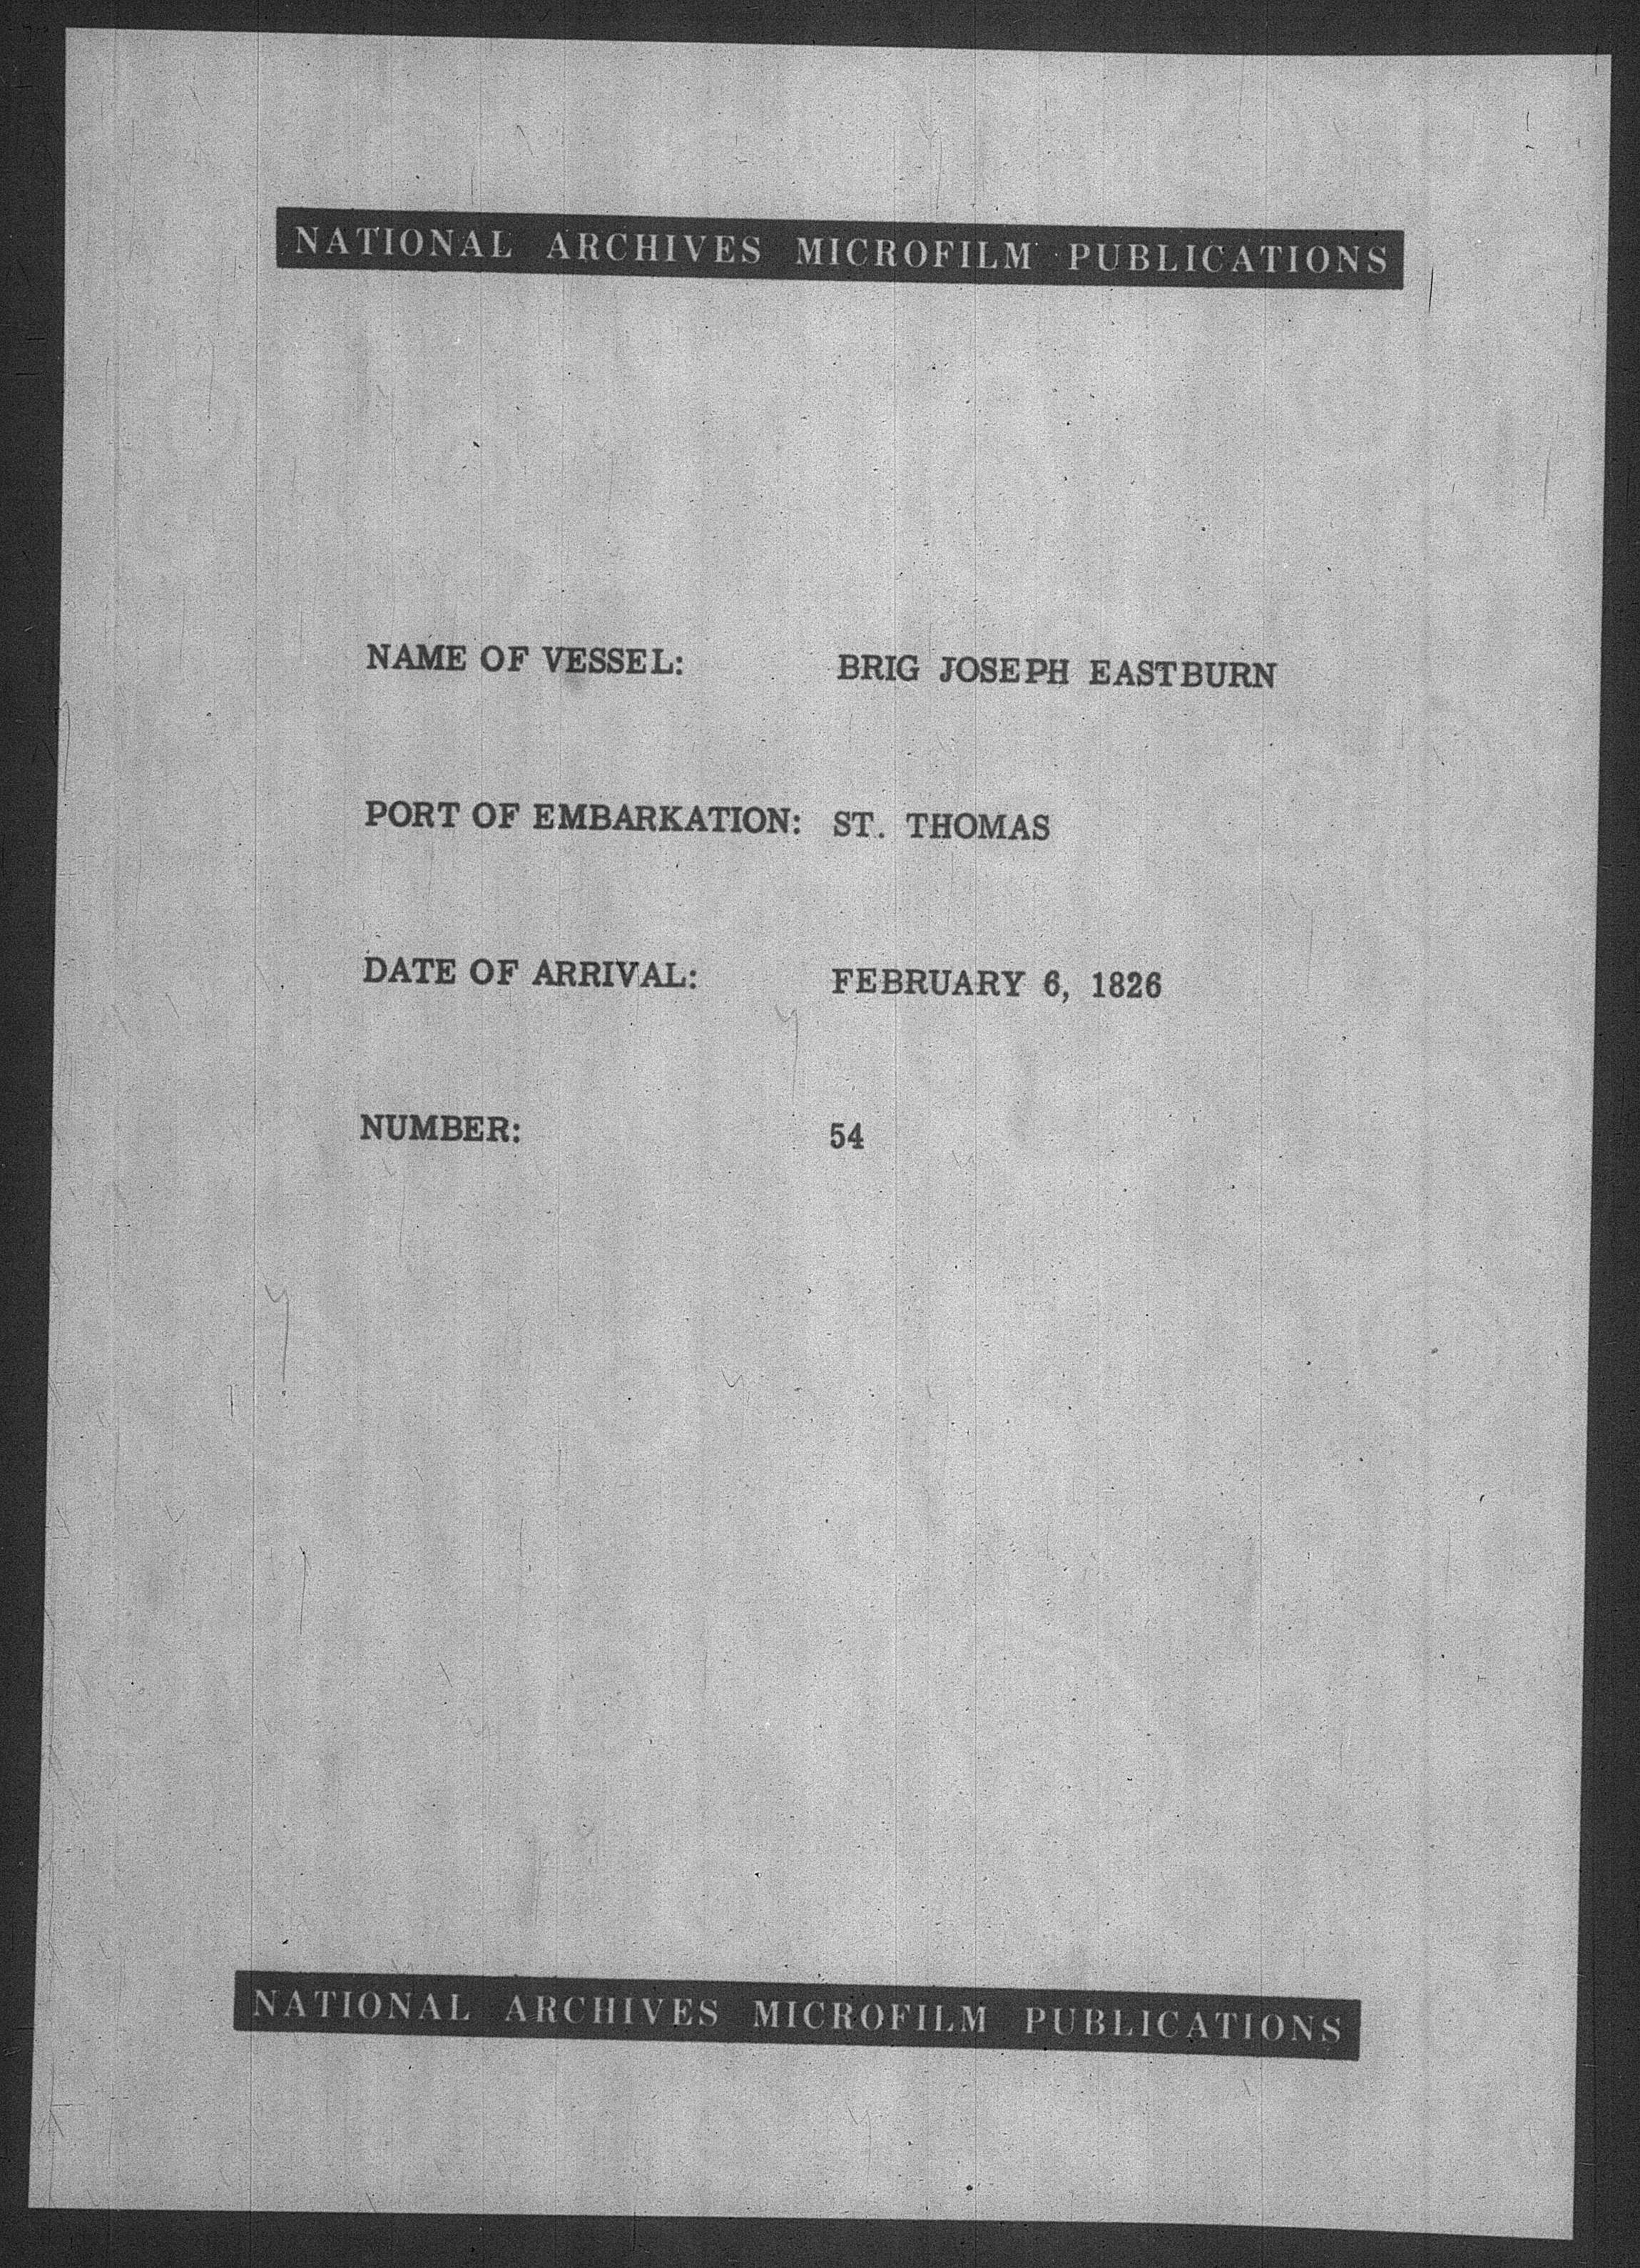 NATIONAL ARCHIVES MICROFILM PUBLICATIONS
NAME OF VESSEL: BRIG JOSEPH EASTBURN
PORT OF EMBARKATION: ST. THOMAS
DATE OF ARRIVAL: FEBRUARY 6, 1826
NUMBER: 54
NATIONAL ARCHIVES MICROFILM PUBLICATIONS